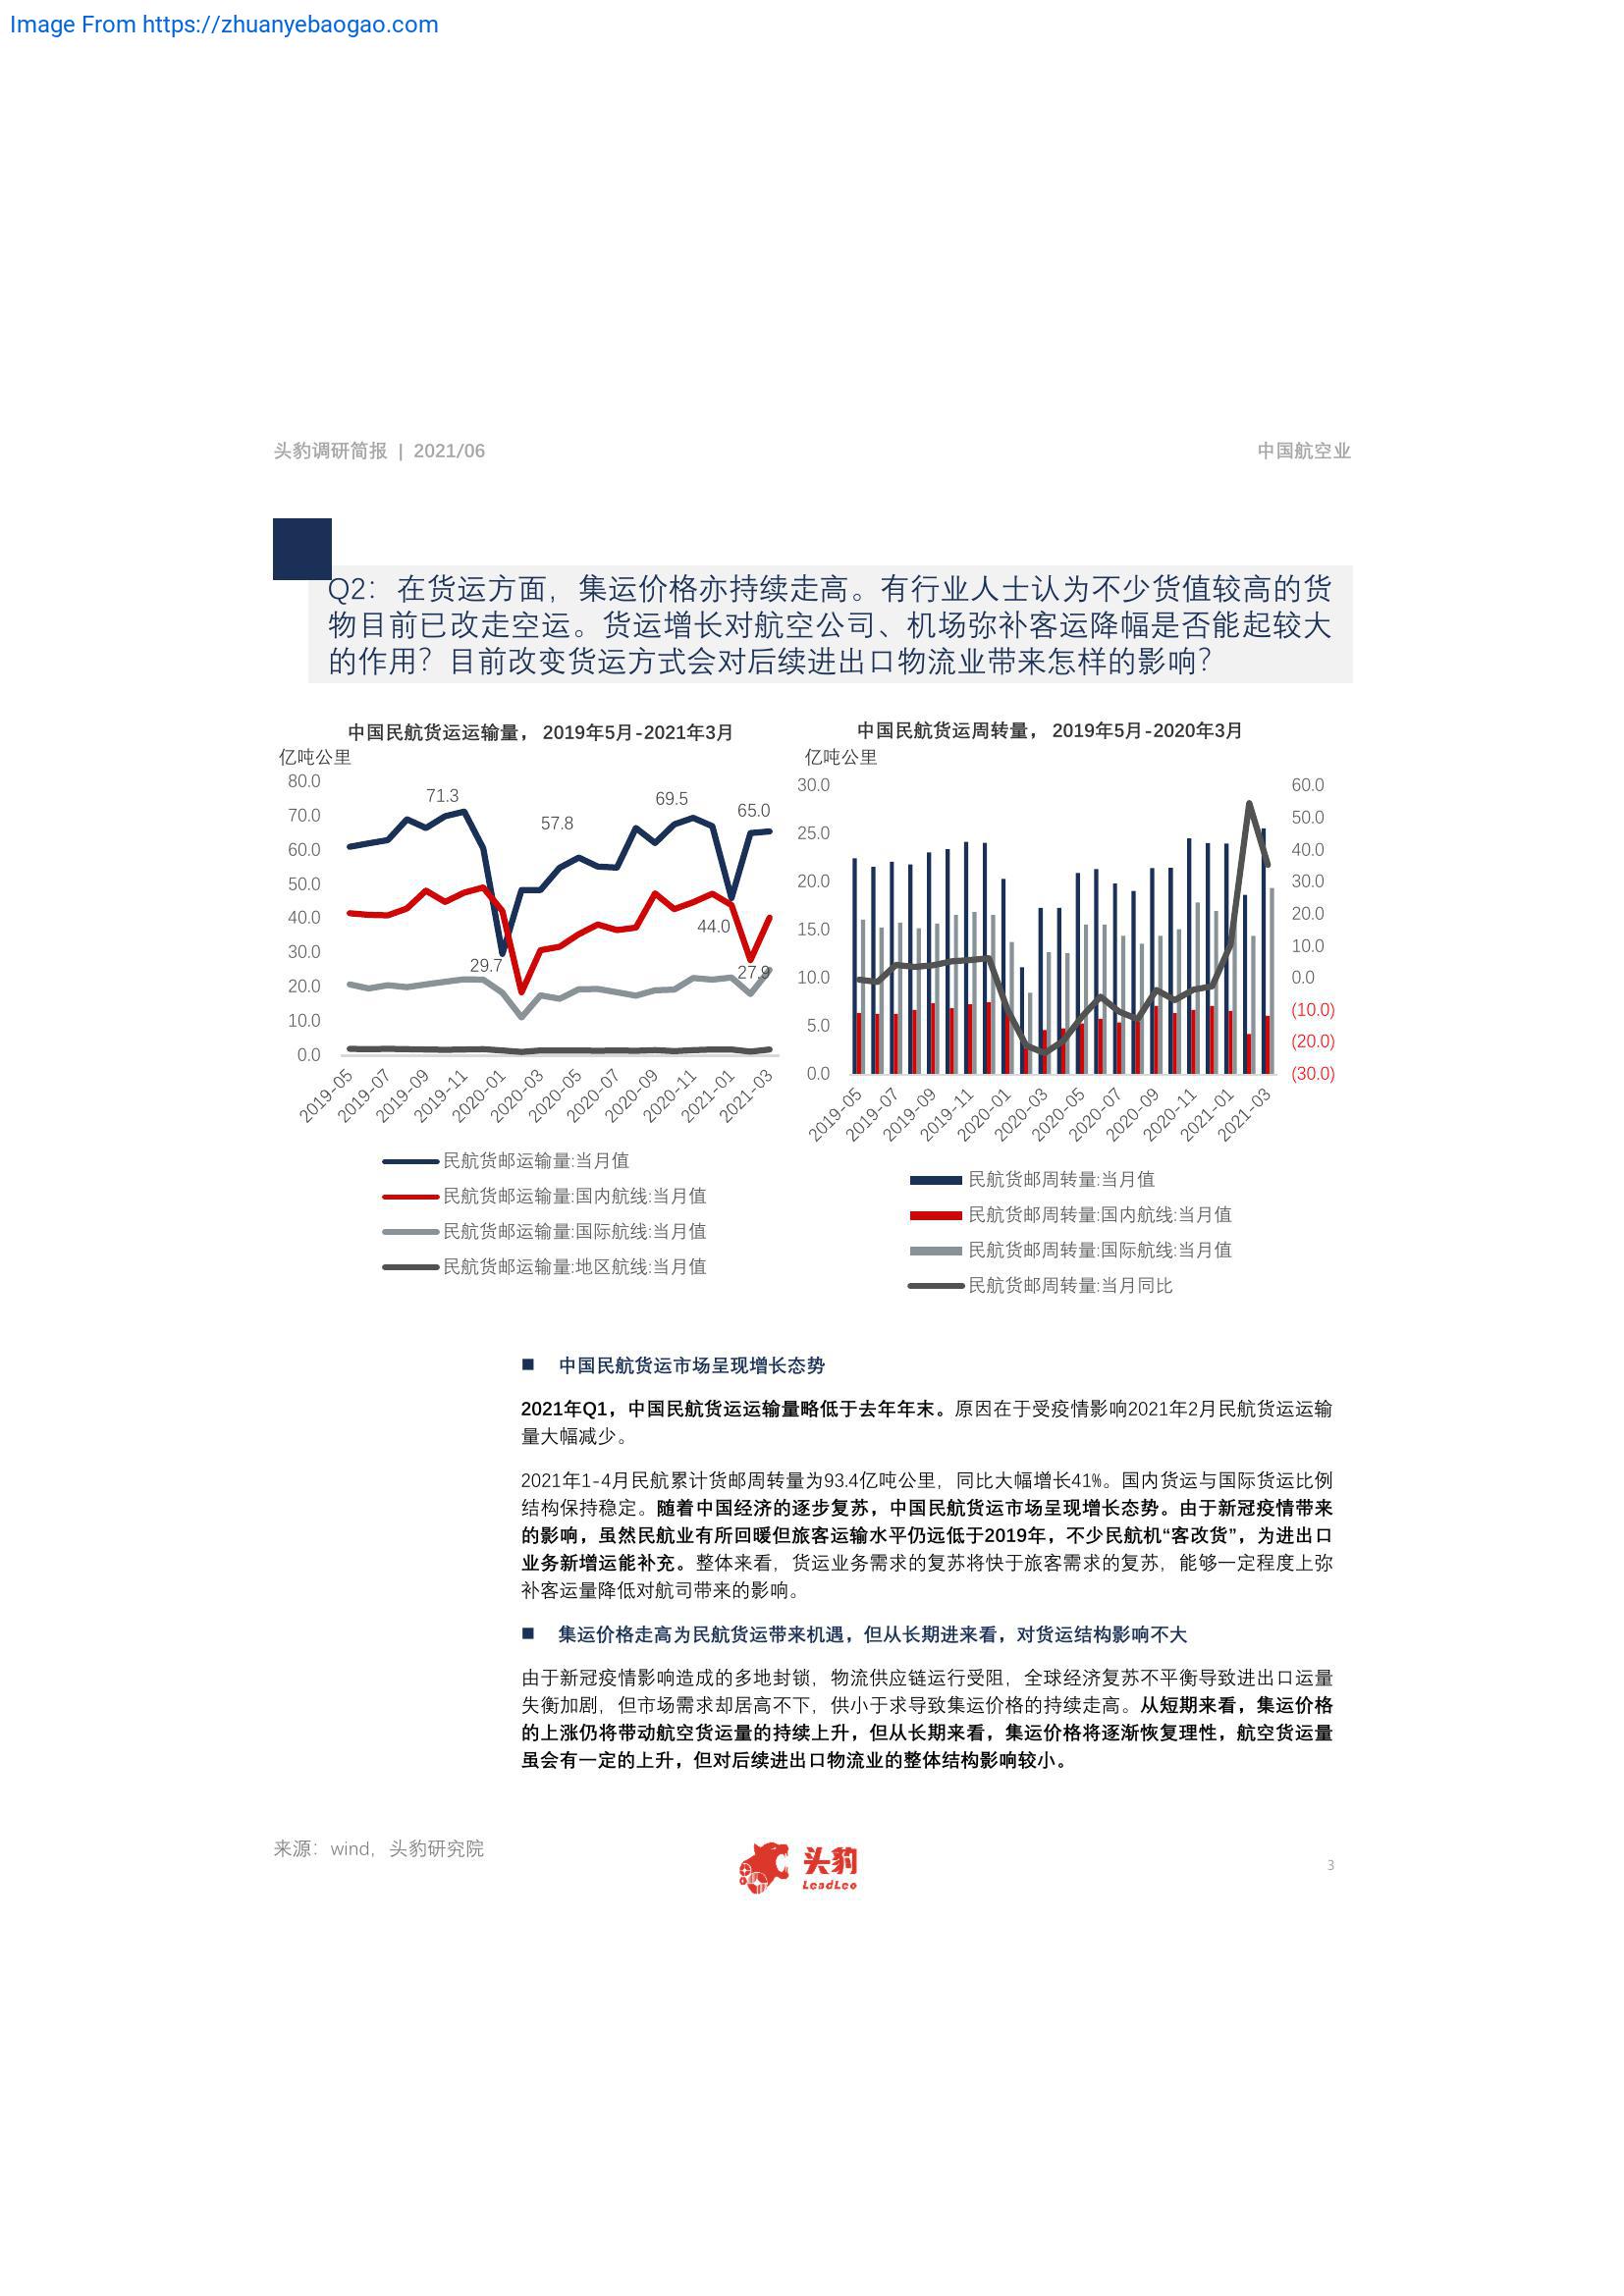 Image From https://zhuanyebaogao.com
头豹调研简报 | 2021/06
中国航空业
Q2：在货运方面，集运价格亦持续走高。有行业人士认为不少货值较高的货
物目前已改走空运。货运增长对航空公司、机场弥补客运降幅是否能起较大
的作用？目前改变货运方式会对后续进出口物流业带来怎样的影响？
中国民航货运运输量， 2019年5月-2021年3月
亿吨公里
80.0
70.0
60.0
50.0
40.0
30.0
20.0
10.0
0.0
71.3
57.8
69.5
65.0
29.7
44.0
27.9
2019-05
2019-07
2019-09
2019-11
2020-01
2020-03
2020-05
2020-07
2020-09
2020-11
2021-01
2021-03
民航货邮运输量:当月值
民航货邮运输量:国内航线:当月值
民航货邮运输量:国际航线:当月值
民航货邮运输量:地区航线:当月值
中国民航货运周转量， 2019年5月-2020年3月
亿吨公里
30.0
25.0
20.0
15.0
10.0
5.0
0.0
60.0
50.0
40.0
30.0
20.0
10.0
0.0
(10.0)
(20.0)
(30.0)
2019-05
2019-07
2019-09
2019-11
2020-01
2020-03
2020-05
2020-07
2020-09
2020-11
2021-01
2021-03
民航货邮周转量:当月值
民航货邮周转量:国内航线:当月值
民航货邮周转量:国际航线:当月值
民航货邮周转量:当月同比
中国民航货运市场呈现增长态势
2021年Q1，中国民航货运运输量略低于去年年末。原因在于受疫情影响2021年2月民航货运运输
量大幅减少。
2021年1-4月民航累计货邮周转量为93.4亿吨公里，同比大幅增长41%。国内货运与国际货运比例
结构保持稳定。随着中国经济的逐步复苏，中国民航货运市场呈现增长态势。由于新冠疫情带来
的影响，虽然民航业有所回暖但旅客运输水平仍远低于2019年，不少民航机“客改货”，为进出口
业务新增运能补充。整体来看，货运业务需求的复苏将快于旅客需求的复苏，能够一定程度上弥
补客运量降低对航司带来的影响。
集运价格走高为民航货运带来机遇，但从长期进来看，对货运结构影响不大
由于新冠疫情影响造成的多地封锁，物流供应链运行受阻，全球经济复苏不平衡导致进出口运量
失衡加剧，但市场需求却居高不下，供小于求导致集运价格的持续走高。从短期来看，集运价格
的上涨仍将带动航空货运量的持续上升，但从长期来看，集运价格将逐渐恢复理性，航空货运量
虽会有一定的上升，但对后续进出口物流业的整体结构影响较小。
来源：wind，头豹研究院
头豹
LeadLeo
3